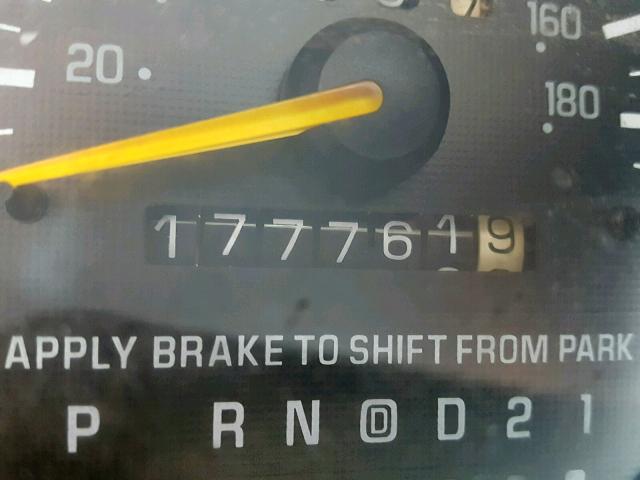 160
20
180
1777619
APPLY BRAKE TO SHIFT FROM PARK
P R N D D 2 1